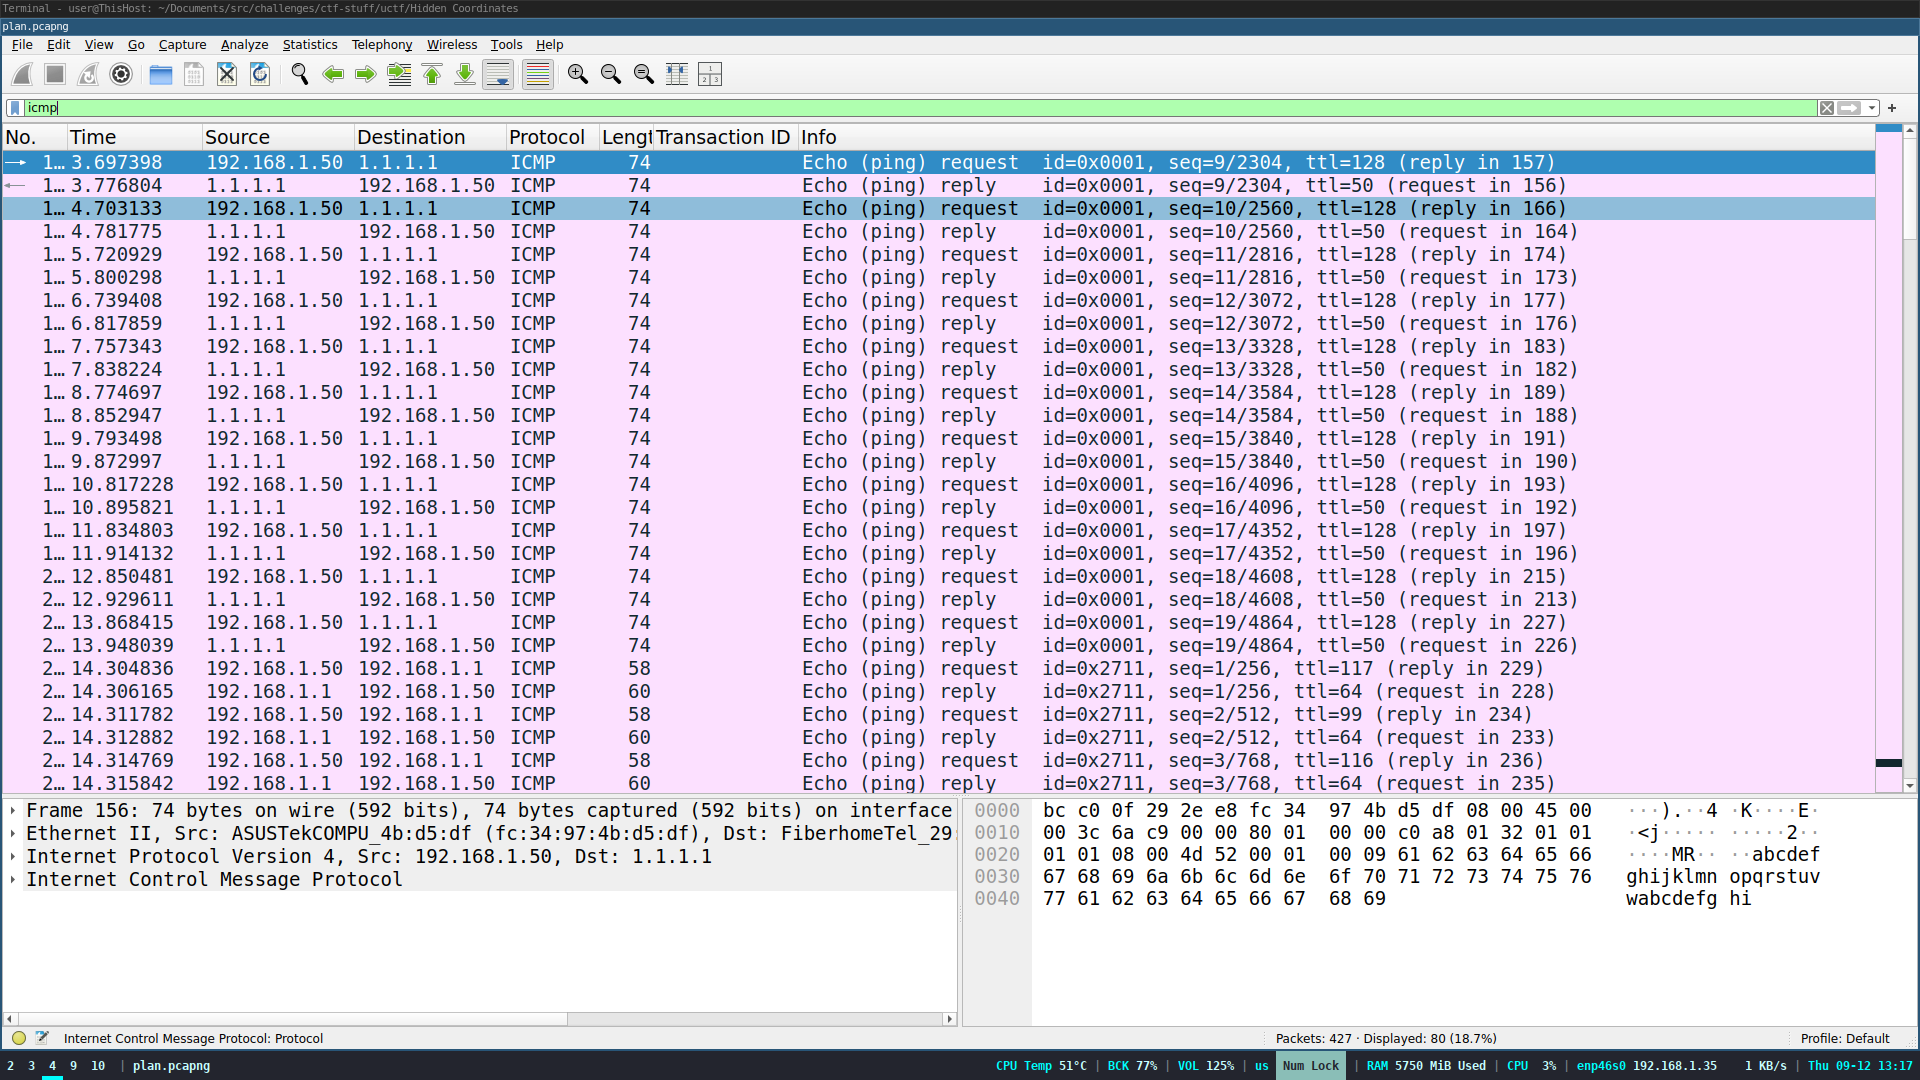 Terminal - user@ThisHost: ~/Documents/src/challenges/ctf-stuff/uctf/Hidden Coordinates
plan.pcapng
File Edit View Go Capture Analyze Statistics Telephony Wireless Tools Help
icmp
No. Time Source Destination Protocol Lengt Transaction ID Info
1… 3.697398 192.168.1.50 1.1.1.1 ICMP 74 Echo (ping) request id=0x0001, seq=9/2304, ttl=128 (reply in 157)
1… 3.776804 1.1.1.1 192.168.1.50 ICMP 74 Echo (ping) reply id=0x0001, seq=9/2304, ttl=50 (request in 156)
1… 4.703133 192.168.1.50 1.1.1.1 ICMP 74 Echo (ping) request id=0x0001, seq=10/2560, ttl=128 (reply in 166)
1… 4.781775 1.1.1.1 192.168.1.50 ICMP 74 Echo (ping) reply id=0x0001, seq=10/2560, ttl=50 (request in 164)
1… 5.720929 192.168.1.50 1.1.1.1 ICMP 74 Echo (ping) request id=0x0001, seq=11/2816, ttl=128 (reply in 174)
1… 5.800298 1.1.1.1 192.168.1.50 ICMP 74 Echo (ping) reply id=0x0001, seq=11/2816, ttl=50 (request in 173)
1… 6.739408 192.168.1.50 1.1.1.1 ICMP 74 Echo (ping) request id=0x0001, seq=12/3072, ttl=128 (reply in 177)
1… 6.817859 1.1.1.1 192.168.1.50 ICMP 74 Echo (ping) reply id=0x0001, seq=12/3072, ttl=50 (request in 176)
1… 7.757343 192.168.1.50 1.1.1.1 ICMP 74 Echo (ping) request id=0x0001, seq=13/3328, ttl=128 (reply in 183)
1… 7.838224 1.1.1.1 192.168.1.50 ICMP 74 Echo (ping) reply id=0x0001, seq=13/3328, ttl=50 (request in 182)
1… 8.774697 192.168.1.50 1.1.1.1 ICMP 74 Echo (ping) request id=0x0001, seq=14/3584, ttl=128 (reply in 189)
1… 8.852947 1.1.1.1 192.168.1.50 ICMP 74 Echo (ping) reply id=0x0001, seq=14/3584, ttl=50 (request in 188)
1… 9.793498 192.168.1.50 1.1.1.1 ICMP 74 Echo (ping) request id=0x0001, seq=15/3840, ttl=128 (reply in 191)
1… 9.872997 1.1.1.1 192.168.1.50 ICMP 74 Echo (ping) reply id=0x0001, seq=15/3840, ttl=50 (request in 190)
1… 10.817228 192.168.1.50 1.1.1.1 ICMP 74 Echo (ping) request id=0x0001, seq=16/4096, ttl=128 (reply in 193)
1… 10.895821 1.1.1.1 192.168.1.50 ICMP 74 Echo (ping) reply id=0x0001, seq=16/4096, ttl=50 (request in 192)
1… 11.834803 192.168.1.50 1.1.1.1 ICMP 74 Echo (ping) request id=0x0001, seq=17/4352, ttl=128 (reply in 197)
1… 11.914132 1.1.1.1 192.168.1.50 ICMP 74 Echo (ping) reply id=0x0001, seq=17/4352, ttl=50 (request in 196)
2… 12.850481 192.168.1.50 1.1.1.1 ICMP 74 Echo (ping) request id=0x0001, seq=18/4608, ttl=128 (reply in 215)
2… 12.929611 1.1.1.1 192.168.1.50 ICMP 74 Echo (ping) reply id=0x0001, seq=18/4608, ttl=50 (request in 213)
2… 13.868415 192.168.1.50 1.1.1.1 ICMP 74 Echo (ping) request id=0x0001, seq=19/4864, ttl=128 (reply in 227)
2… 13.948039 1.1.1.1 192.168.1.50 ICMP 74 Echo (ping) reply id=0x0001, seq=19/4864, ttl=50 (request in 226)
2… 14.304836 192.168.1.50 192.168.1.1 ICMP 58 Echo (ping) request id=0x2711, seq=1/256, ttl=117 (reply in 229)
2… 14.306165 192.168.1.1 192.168.1.50 ICMP 60 Echo (ping) reply id=0x2711, seq=1/256, ttl=64 (request in 228)
2… 14.311782 192.168.1.50 192.168.1.1 ICMP 58 Echo (ping) request id=0x2711, seq=2/512, ttl=99 (reply in 234)
2… 14.312882 192.168.1.1 192.168.1.50 ICMP 60 Echo (ping) reply id=0x2711, seq=2/512, ttl=64 (request in 233)
2… 14.314769 192.168.1.50 192.168.1.1 ICMP 58 Echo (ping) request id=0x2711, seq=3/768, ttl=116 (reply in 236)
2… 14.315842 192.168.1.1 192.168.1.50 ICMP 60 Echo (ping) reply id=0x2711, seq=3/768, ttl=64 (request in 235)
Frame 156: 74 bytes on wire (592 bits), 74 bytes captured (592 bits) on interface
Ethernet II, Src: ASUSTekCOMPU_4b:d5:df (fc:34:97:4b:d5:df), Dst: FiberhomeTel_29:
Internet Protocol Version 4, Src: 192.168.1.50, Dst: 1.1.1.1
Internet Control Message Protocol
0000 bc c0 0f 29 2e e8 fc 34 97 4b d5 df 08 00 45 00 ···).··4 ·K····E·
0010 00 3c 6a c9 00 00 80 01 00 00 c0 a8 01 32 01 01 ·<j····· ·····2··
0020 01 01 08 00 4d 52 00 01 00 09 61 62 63 64 65 66 ····MR·· ··abcdef
0030 67 68 69 6a 6b 6c 6d 6e 6f 70 71 72 73 74 75 76 ghijklmn opqrstuv
0040 77 61 62 63 64 65 66 67 68 69 wabcdefg hi
Internet Control Message Protocol: Protocol
Packets: 427 · Displayed: 80 (18.7%)
Profile: Default
2 3 4 9 10 | plan.pcapng
CPU Temp 51°C | BCK 77% | VOL 125% | us Num Lock | RAM 5750 MiB Used | CPU 3% | enp46s0 192.168.1.35 1 KB/s | Thu 09-12 13:17